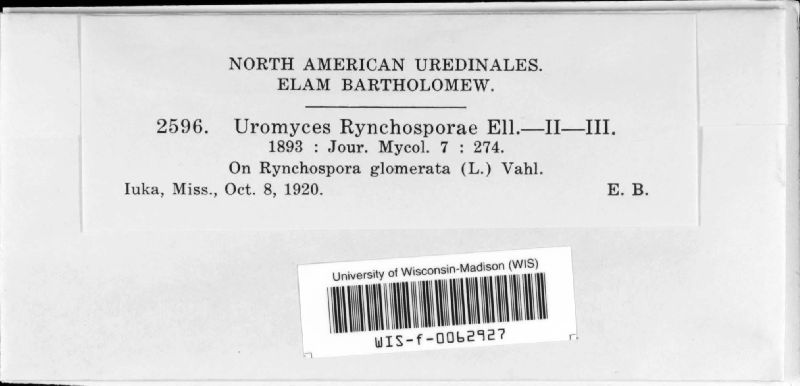 NORTH AMERICAN UREDINALES.
ELAM BARTHOLOMEW.
2596. Uromyces Rynchosporae Ell.—II—III.
1893 : Jour. Mycol. 7 : 274.
On Rynchospora glomerata (L.) Vahl.
Iuka, Miss., Oct. 8, 1920. E. B.
University of Wisconsin-Madison (WIS)
WIS-f-0062927